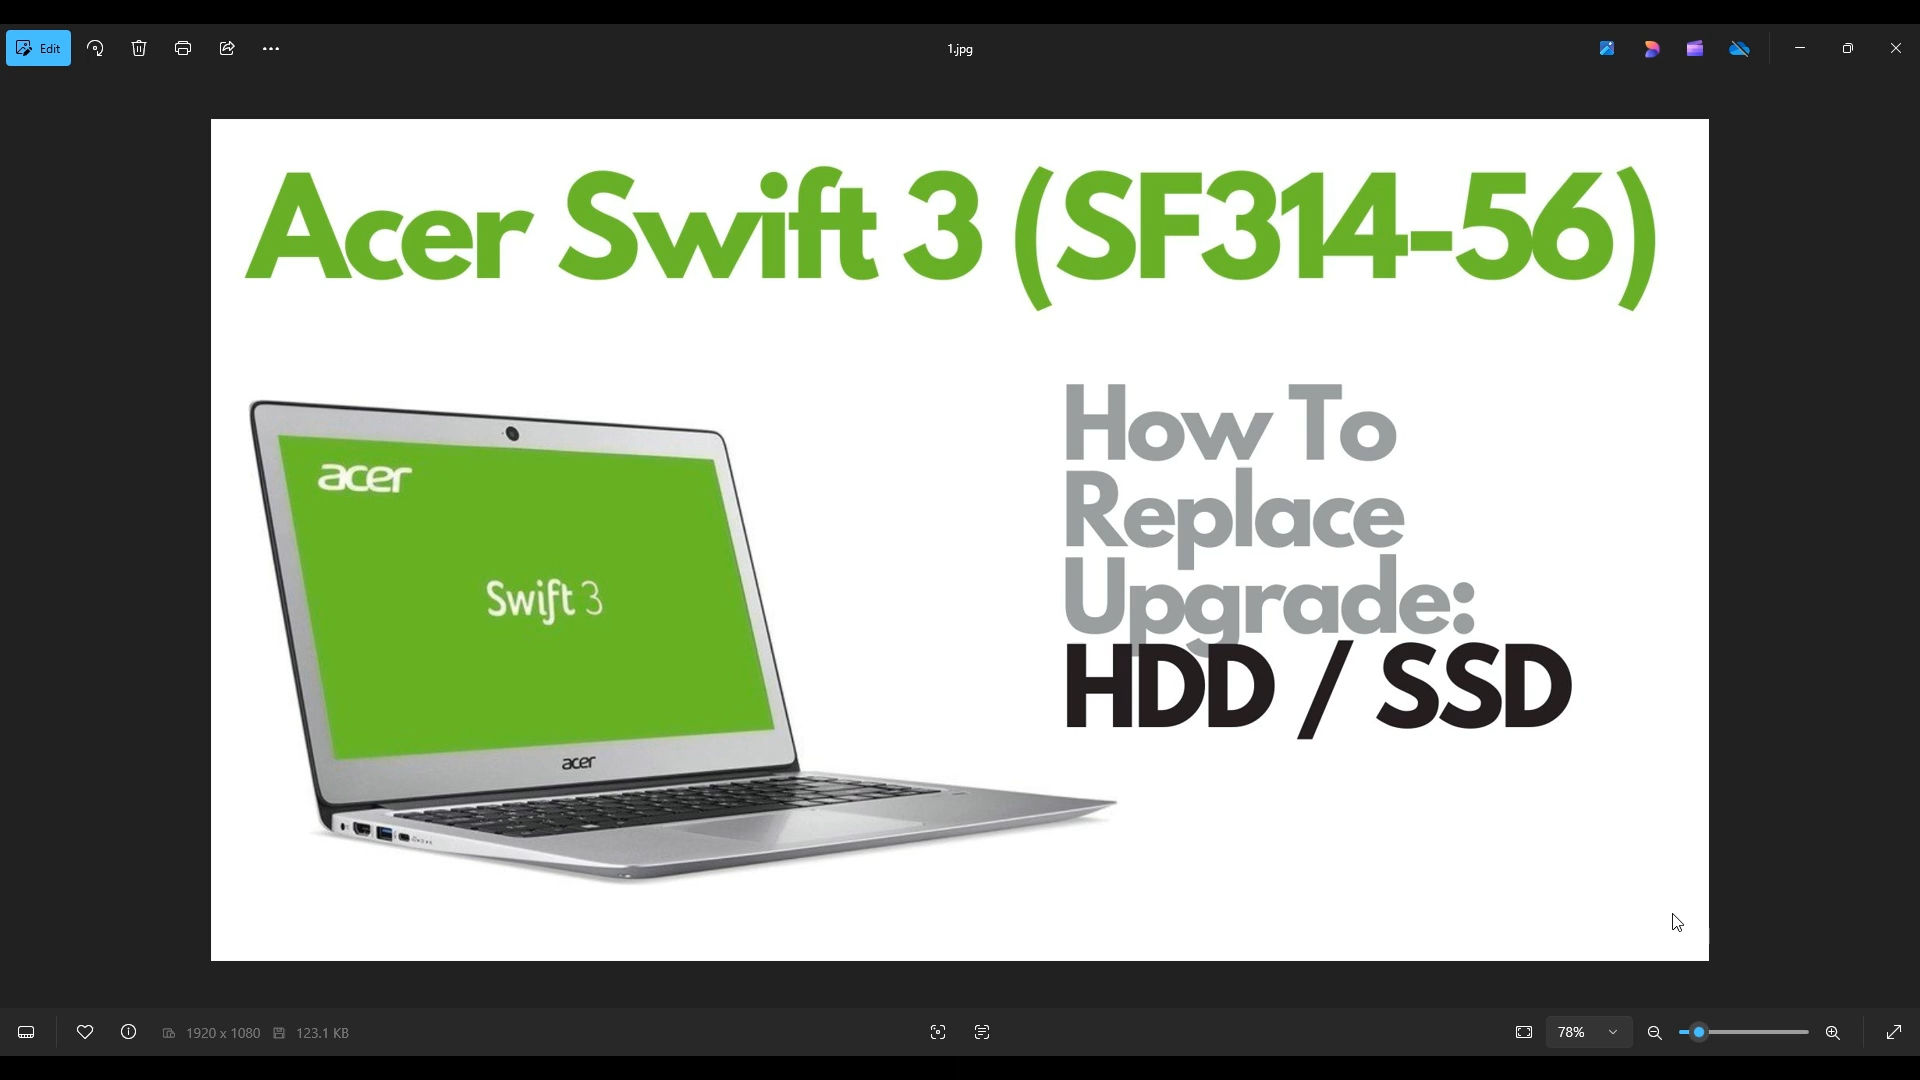 Edit
1.jpg
Acer Swift 3 (SF314-56)
acer
Swift 3
acer
How To
Replace
Upgrade:
HDD / SSD
1920 x 1080
123.1 KB
78%